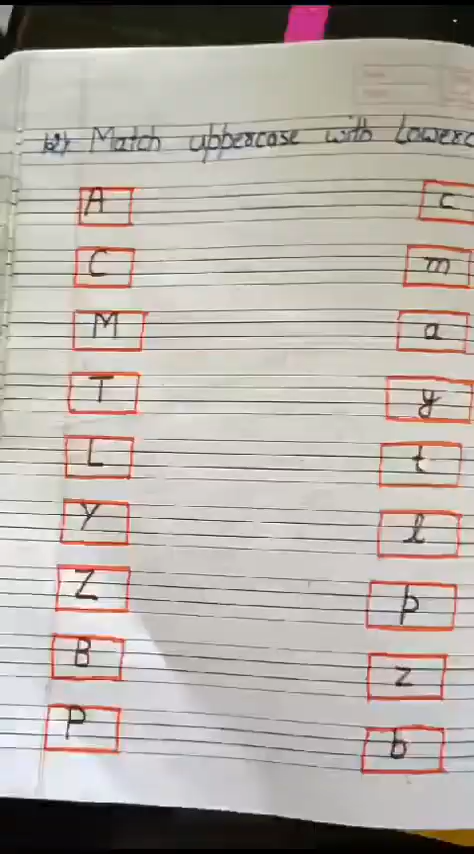 Match uppercase with Lowerc
A c
C m
M a
T y
L t
Y l
Z p
B z
P b